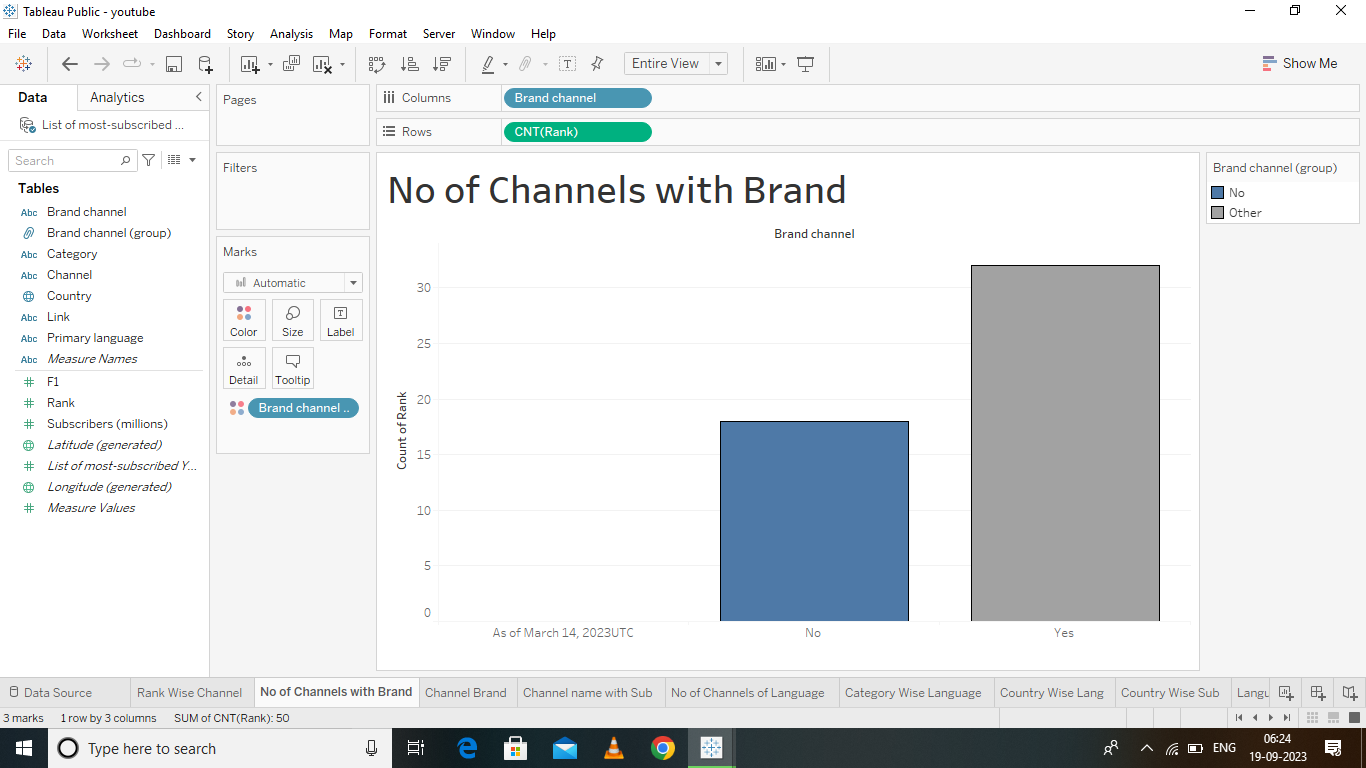 Tableau Public - youtube
File Data Worksheet Dashboard Story Analysis Map Format Server Window Help
Entire View
Show Me
Data Analytics
List of most-subscribed ...
Search
Tables
Abc Brand channel
Brand channel (group)
Abc Category
Abc Channel
Country
Abc Link
Abc Primary language
Abc Measure Names
# F1
# Rank
# Subscribers (millions)
Latitude (generated)
# List of most-subscribed Y...
Longitude (generated)
# Measure Values
Pages
Filters
Marks
Automatic
Color Size Label
Detail Tooltip
Brand channel ..
Columns Brand channel
Rows CNT(Rank)
No of Channels with Brand
Brand channel
Count of Rank
30
25
20
15
10
5
0
As of March 14, 2023UTC No Yes
Brand channel (group)
No
Other
Data Source Rank Wise Channel No of Channels with Brand Channel Brand Channel name with Sub No of Channels of Language Category Wise Language Country Wise Lang Country Wise Sub Langu
3 marks 1 row by 3 columns SUM of CNT(Rank): 50
Type here to search
ENG
06:24
19-09-2023